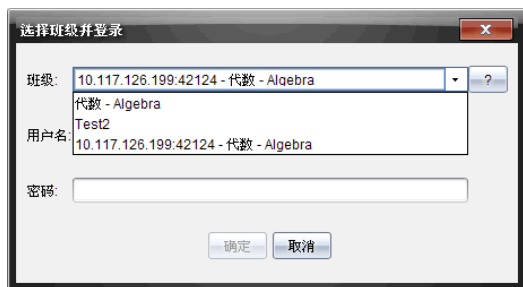 选择班级并登录
班级: 10.117.126.199:42124 - 代数 - Algebra ?
代数 - Algebra
Test2
用户名:
10.117.126.199:42124 - 代数 - Algebra
密码:
确定 取消